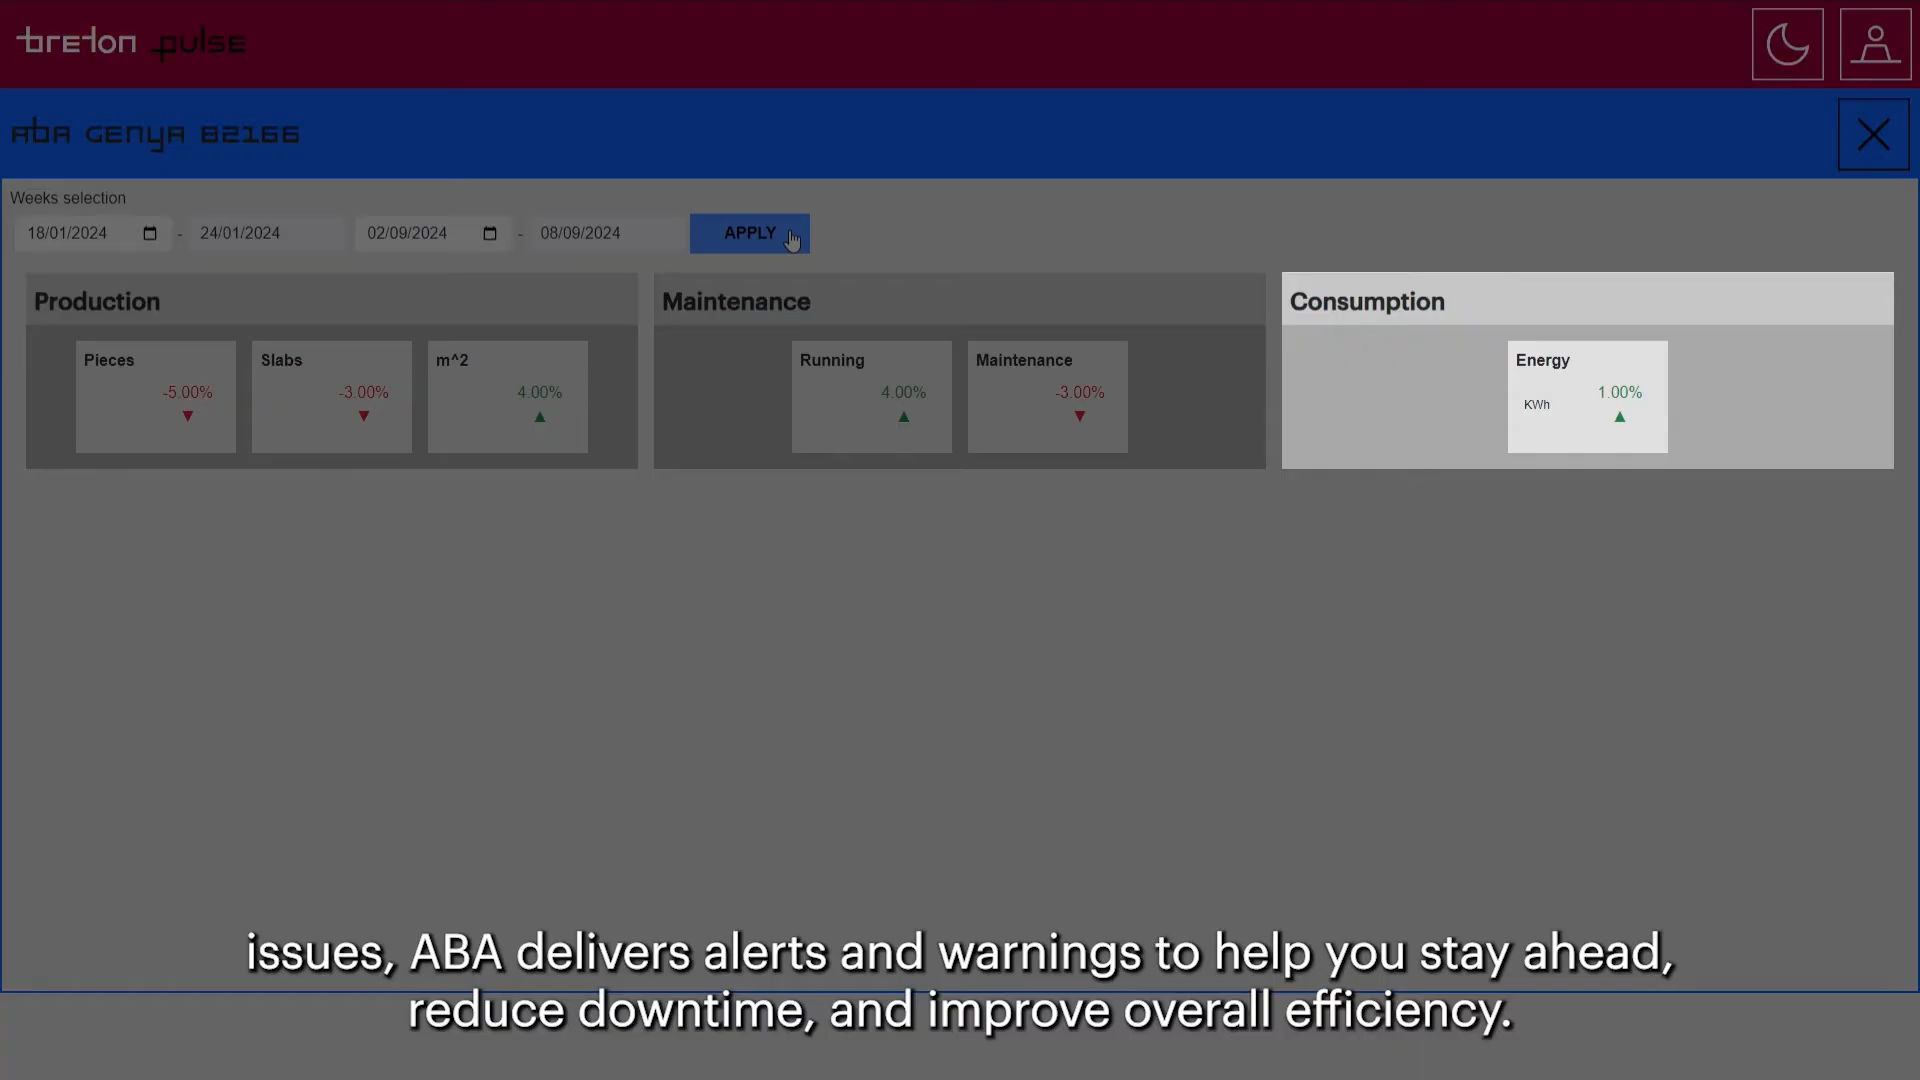 breton pulse
ABA GENYA 82166
Weeks selection
18/01/2024 - 24/01/2024 02/09/2024 - 08/09/2024 APPLY
Production
Pieces
-5.00%
Slabs
-3.00%
m^2
4.00%
Maintenance
Running
4.00%
Maintenance
-3.00%
Consumption
Energy
KWh 1.00%
issues, ABA delivers alerts and warnings to help you stay ahead,
reduce downtime, and improve overall efficiency.